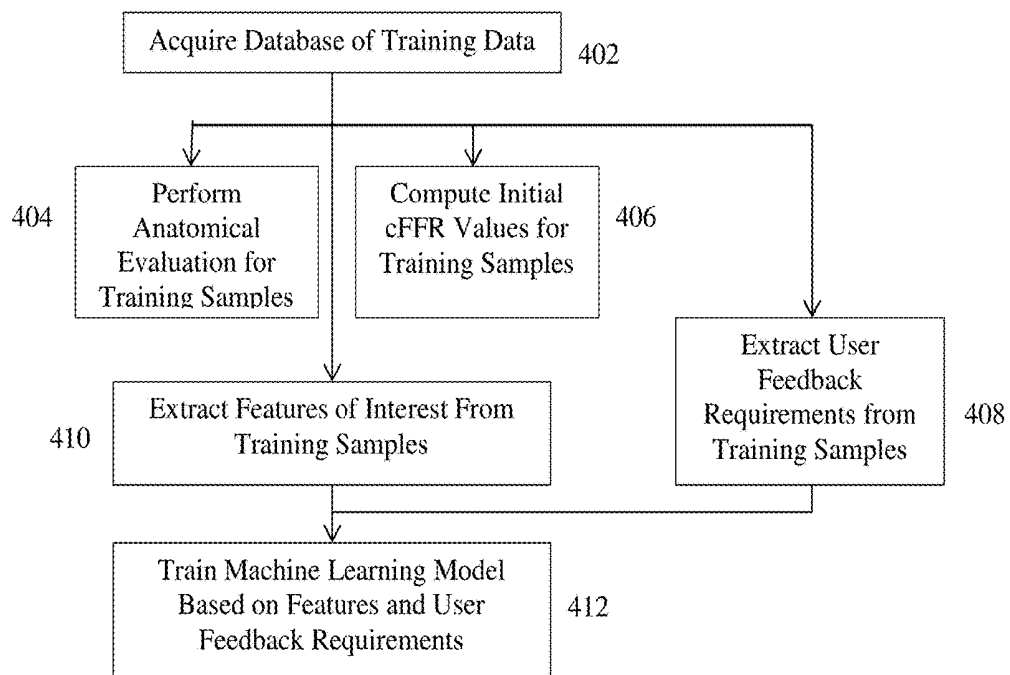 Acquire Database of Training Data
402
404
Perform
Anatomical
Evaluation for
Training Samples
Compute Initial
cFFR Values for
Training Samples
406
Extract User
Feedback
Requirements from
Training Samples
408
410
Extract Features of Interest From
Training Samples
Train Machine Learning Model
Based on Features and User
Feedback Requirements
412